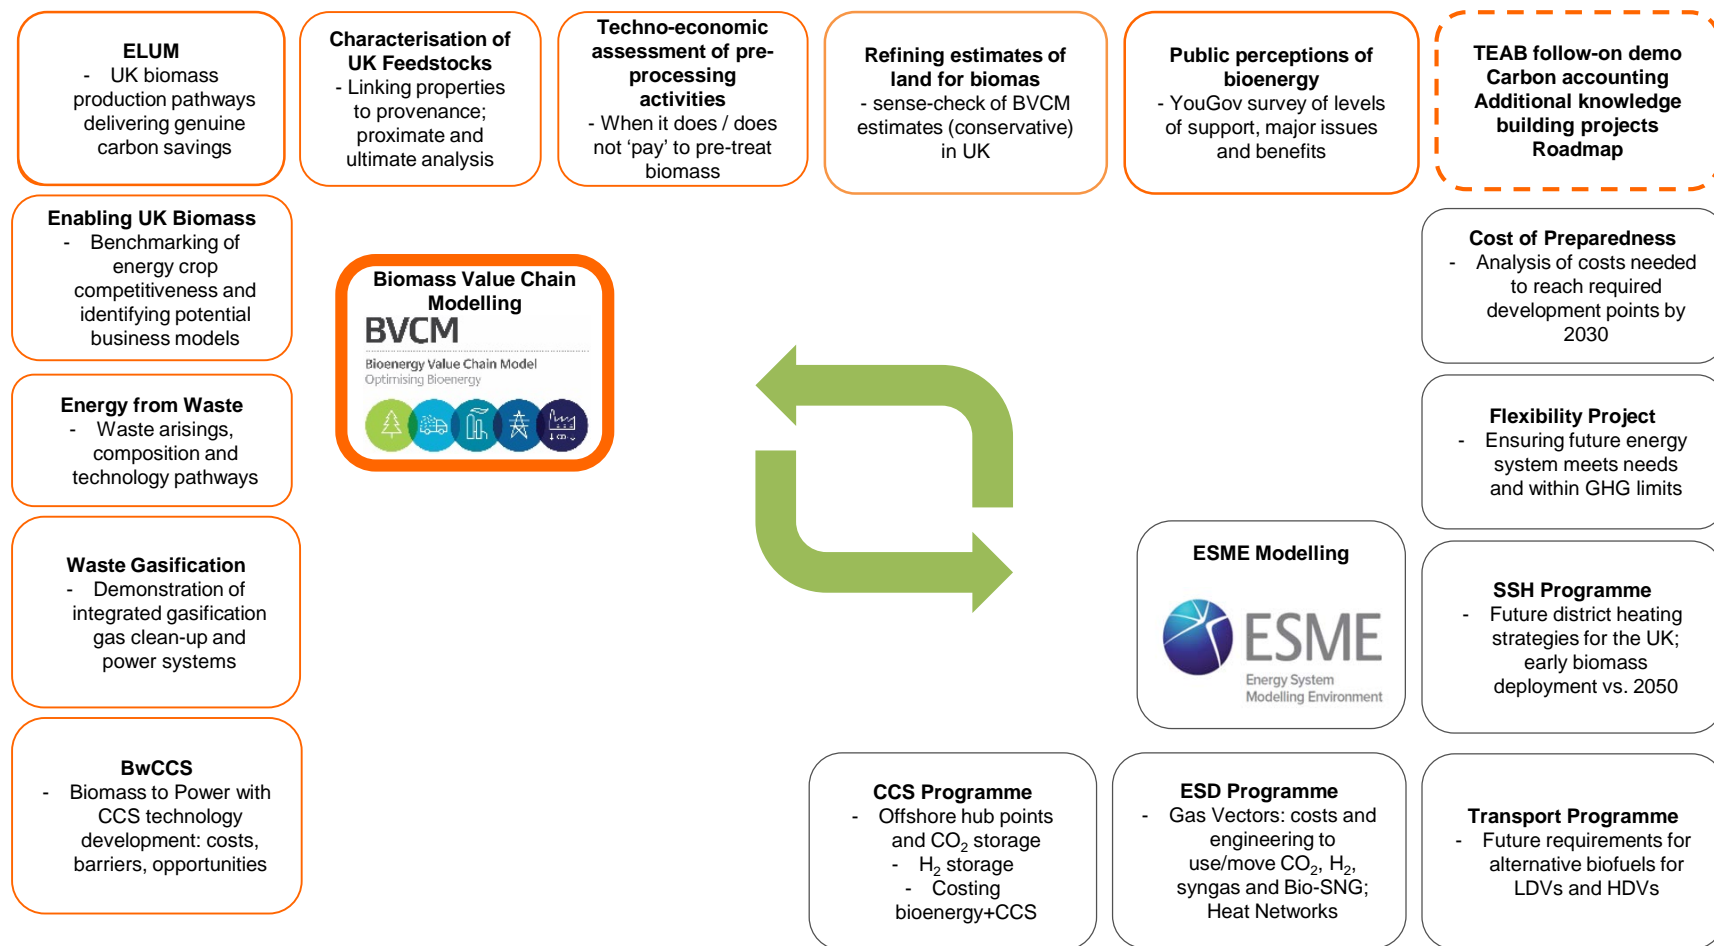 ELUM
- UK biomass
production pathways
delivering genuine
carbon savings
Characterisation of
UK Feedstocks
- Linking properties
to provenance;
proximate and
ultimate analysis
Techno-economic
assessment of pre-
processing
activities
- When it does / does
not ‘pay’ to pre-treat
biomass
Refining estimates of
land for biomas
- sense-check of BVCM
estimates (conservative)
in UK
Public perceptions of
bioenergy
- YouGov survey of levels
of support, major issues
and benefits
TEAB follow-on demo
Carbon accounting
Additional knowledge
building projects
Roadmap
Enabling UK Biomass
- Benchmarking of
energy crop
competitiveness and
identifying potential
business models
Energy from Waste
- Waste arisings,
composition and
technology pathways
Waste Gasification
- Demonstration of
integrated gasification
gas clean-up and
power systems
BwCCS
- Biomass to Power with
CCS technology
development: costs,
barriers, opportunities
Biomass Value Chain
Modelling
BVCM
Bioenergy Value Chain Model
Optimising Bioenergy
Cost of Preparedness
- Analysis of costs needed
to reach required
development points by
2030
Flexibility Project
- Ensuring future energy
system meets needs
and within GHG limits
ESME Modelling
ESME
Energy System
Modelling Environment
SSH Programme
- Future district heating
strategies for the UK;
early biomass
deployment vs. 2050
CCS Programme
- Offshore hub points
and CO₂ storage
- H₂ storage
- Costing
bioenergy+CCS
ESD Programme
- Gas Vectors: costs and
engineering to
use/move CO₂, H₂,
syngas and Bio-SNG;
Heat Networks
Transport Programme
- Future requirements for
alternative biofuels for
LDVs and HDVs